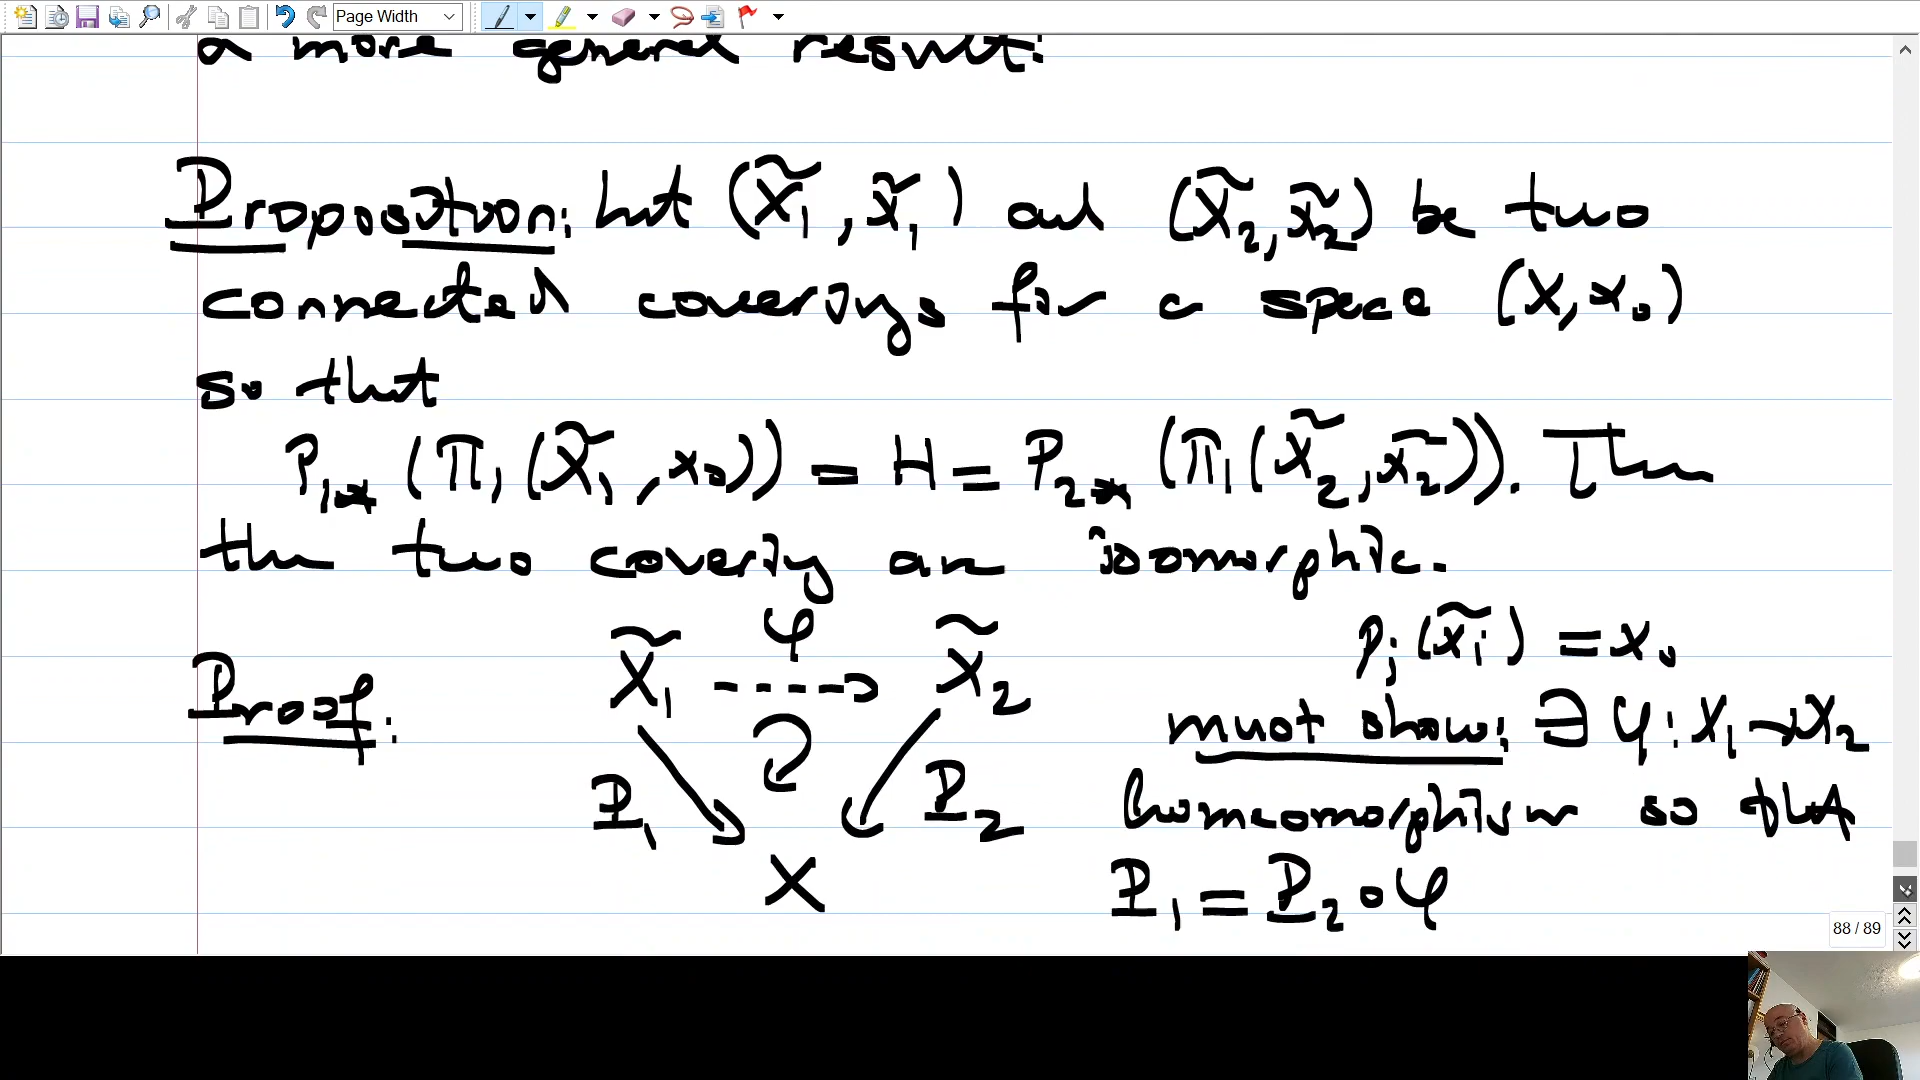 Page Width
a more general result:
Proposition: Let (X̃₁, x̃₁) and (X̃₂, x̃₂) be two
connected coverings for a space (X, x₀)
so that
P₁* (π₁(X̃₁, x₀)) = H = P₂* (π₁(X̃₂, x̃₂)). Then
the two covering are isomorphic.
Proof:
X̃₁ φ X̃₂
P₁ P₂
X
pᵢ(x̃ᵢ) = x₀
must show: ∃ φ: X₁ → X₂
homeomorphism so that
P₁ = P₂ ∘ φ
88 / 89